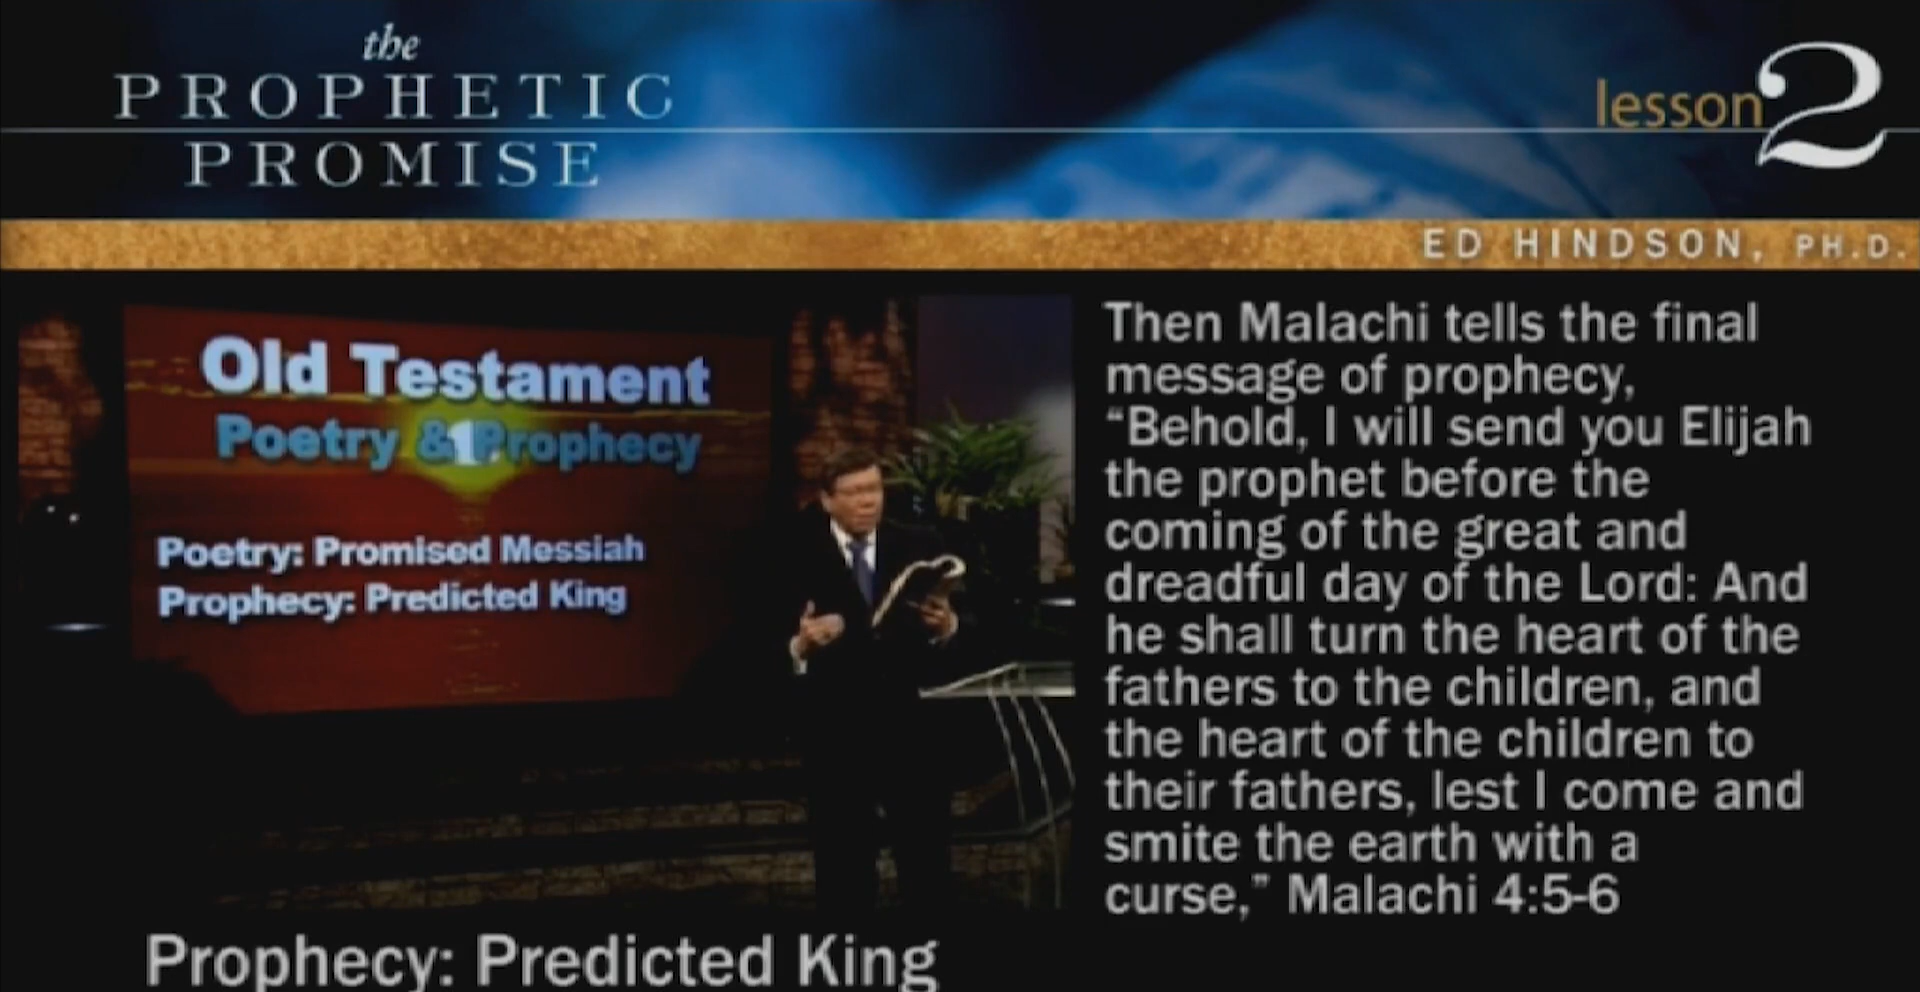 the
PROPHETIC
PROMISE
lesson 2
ED HINDSON, PH.D.
Old Testament
Poetry & Prophecy
Poetry: Promised Messiah
Prophecy: Predicted King
Then Malachi tells the final
message of prophecy,
“Behold, I will send you Elijah
the prophet before the
coming of the great and
dreadful day of the Lord: And
he shall turn the heart of the
fathers to the children, and
the heart of the children to
their fathers, lest I come and
smite the earth with a
curse,” Malachi 4:5-6
Prophecy: Predicted King